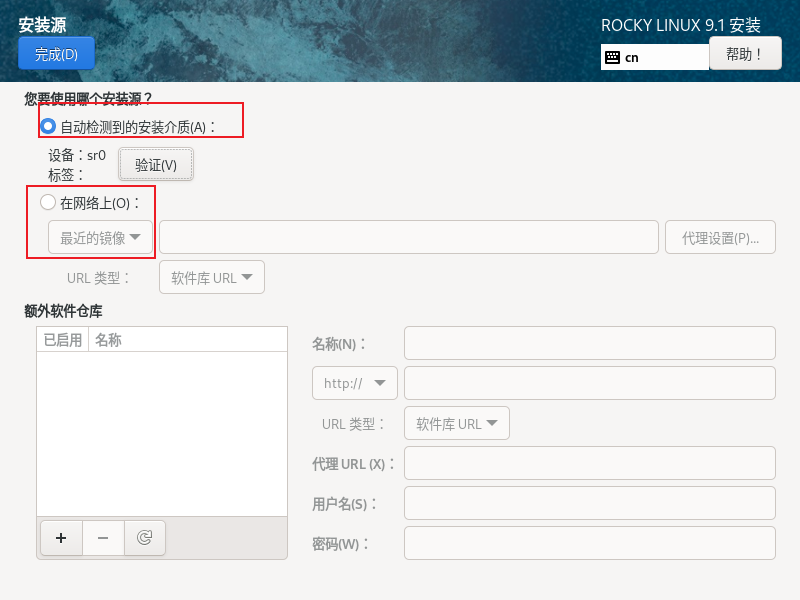 安装源
ROCKY LINUX 9.1 安装
完成(D)
cn
帮助！
您要使用哪个安装源？
自动检测到的安装介质(A)：
设备：sr0
标签：
验证(V)
在网络上(O)：
最近的镜像
代理设置(P)...
URL 类型：
软件库 URL
额外软件仓库
已启用
名称
名称(N)：
http://
URL 类型：
软件库 URL
代理 URL (X)：
用户名(S)：
密码(W)：